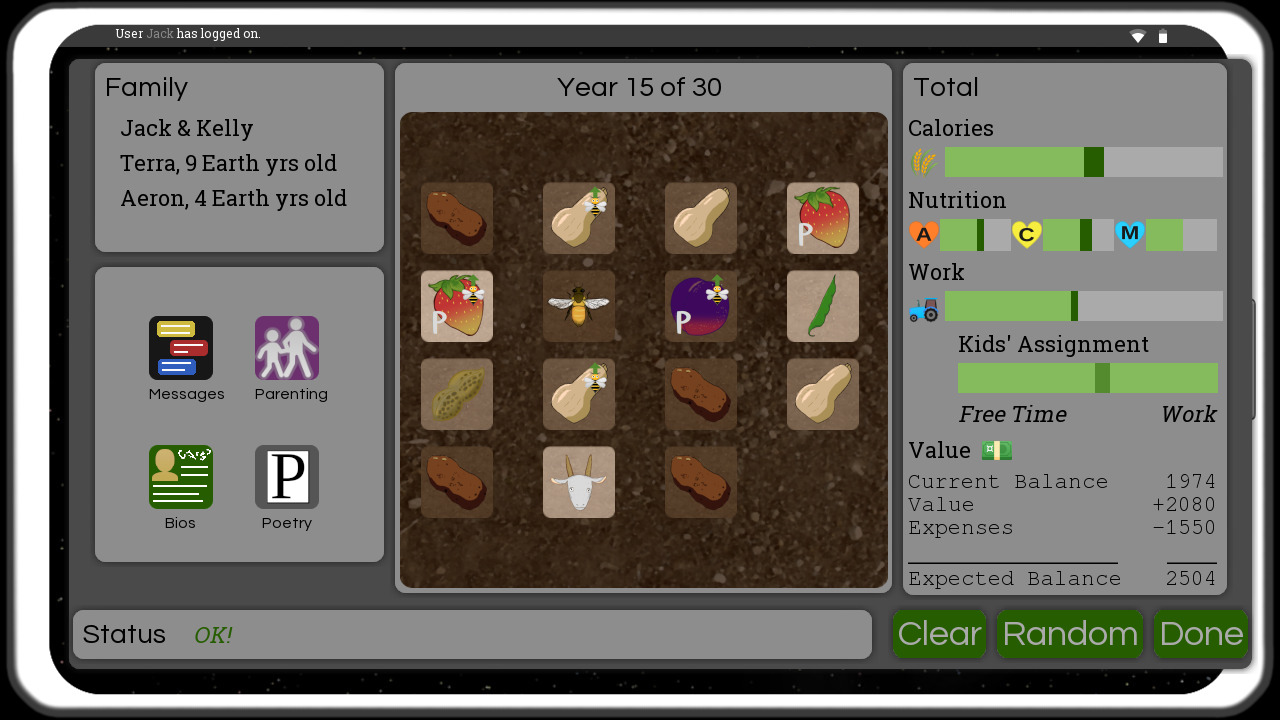 User Jack has logged on.
Family
Jack & Kelly
Terra, 9 Earth yrs old
Aeron, 4 Earth yrs old
Messages
Parenting
Bios
P
Poetry
Year 15 of 30
P
P
P
Total
Calories
Nutrition
A
C
M
Work
Kids' Assignment
Free Time
Work
Value
Current Balance 1974
Value +2080
Expenses -1550
Expected Balance 2504
Status OK!
Clear
Random
Done